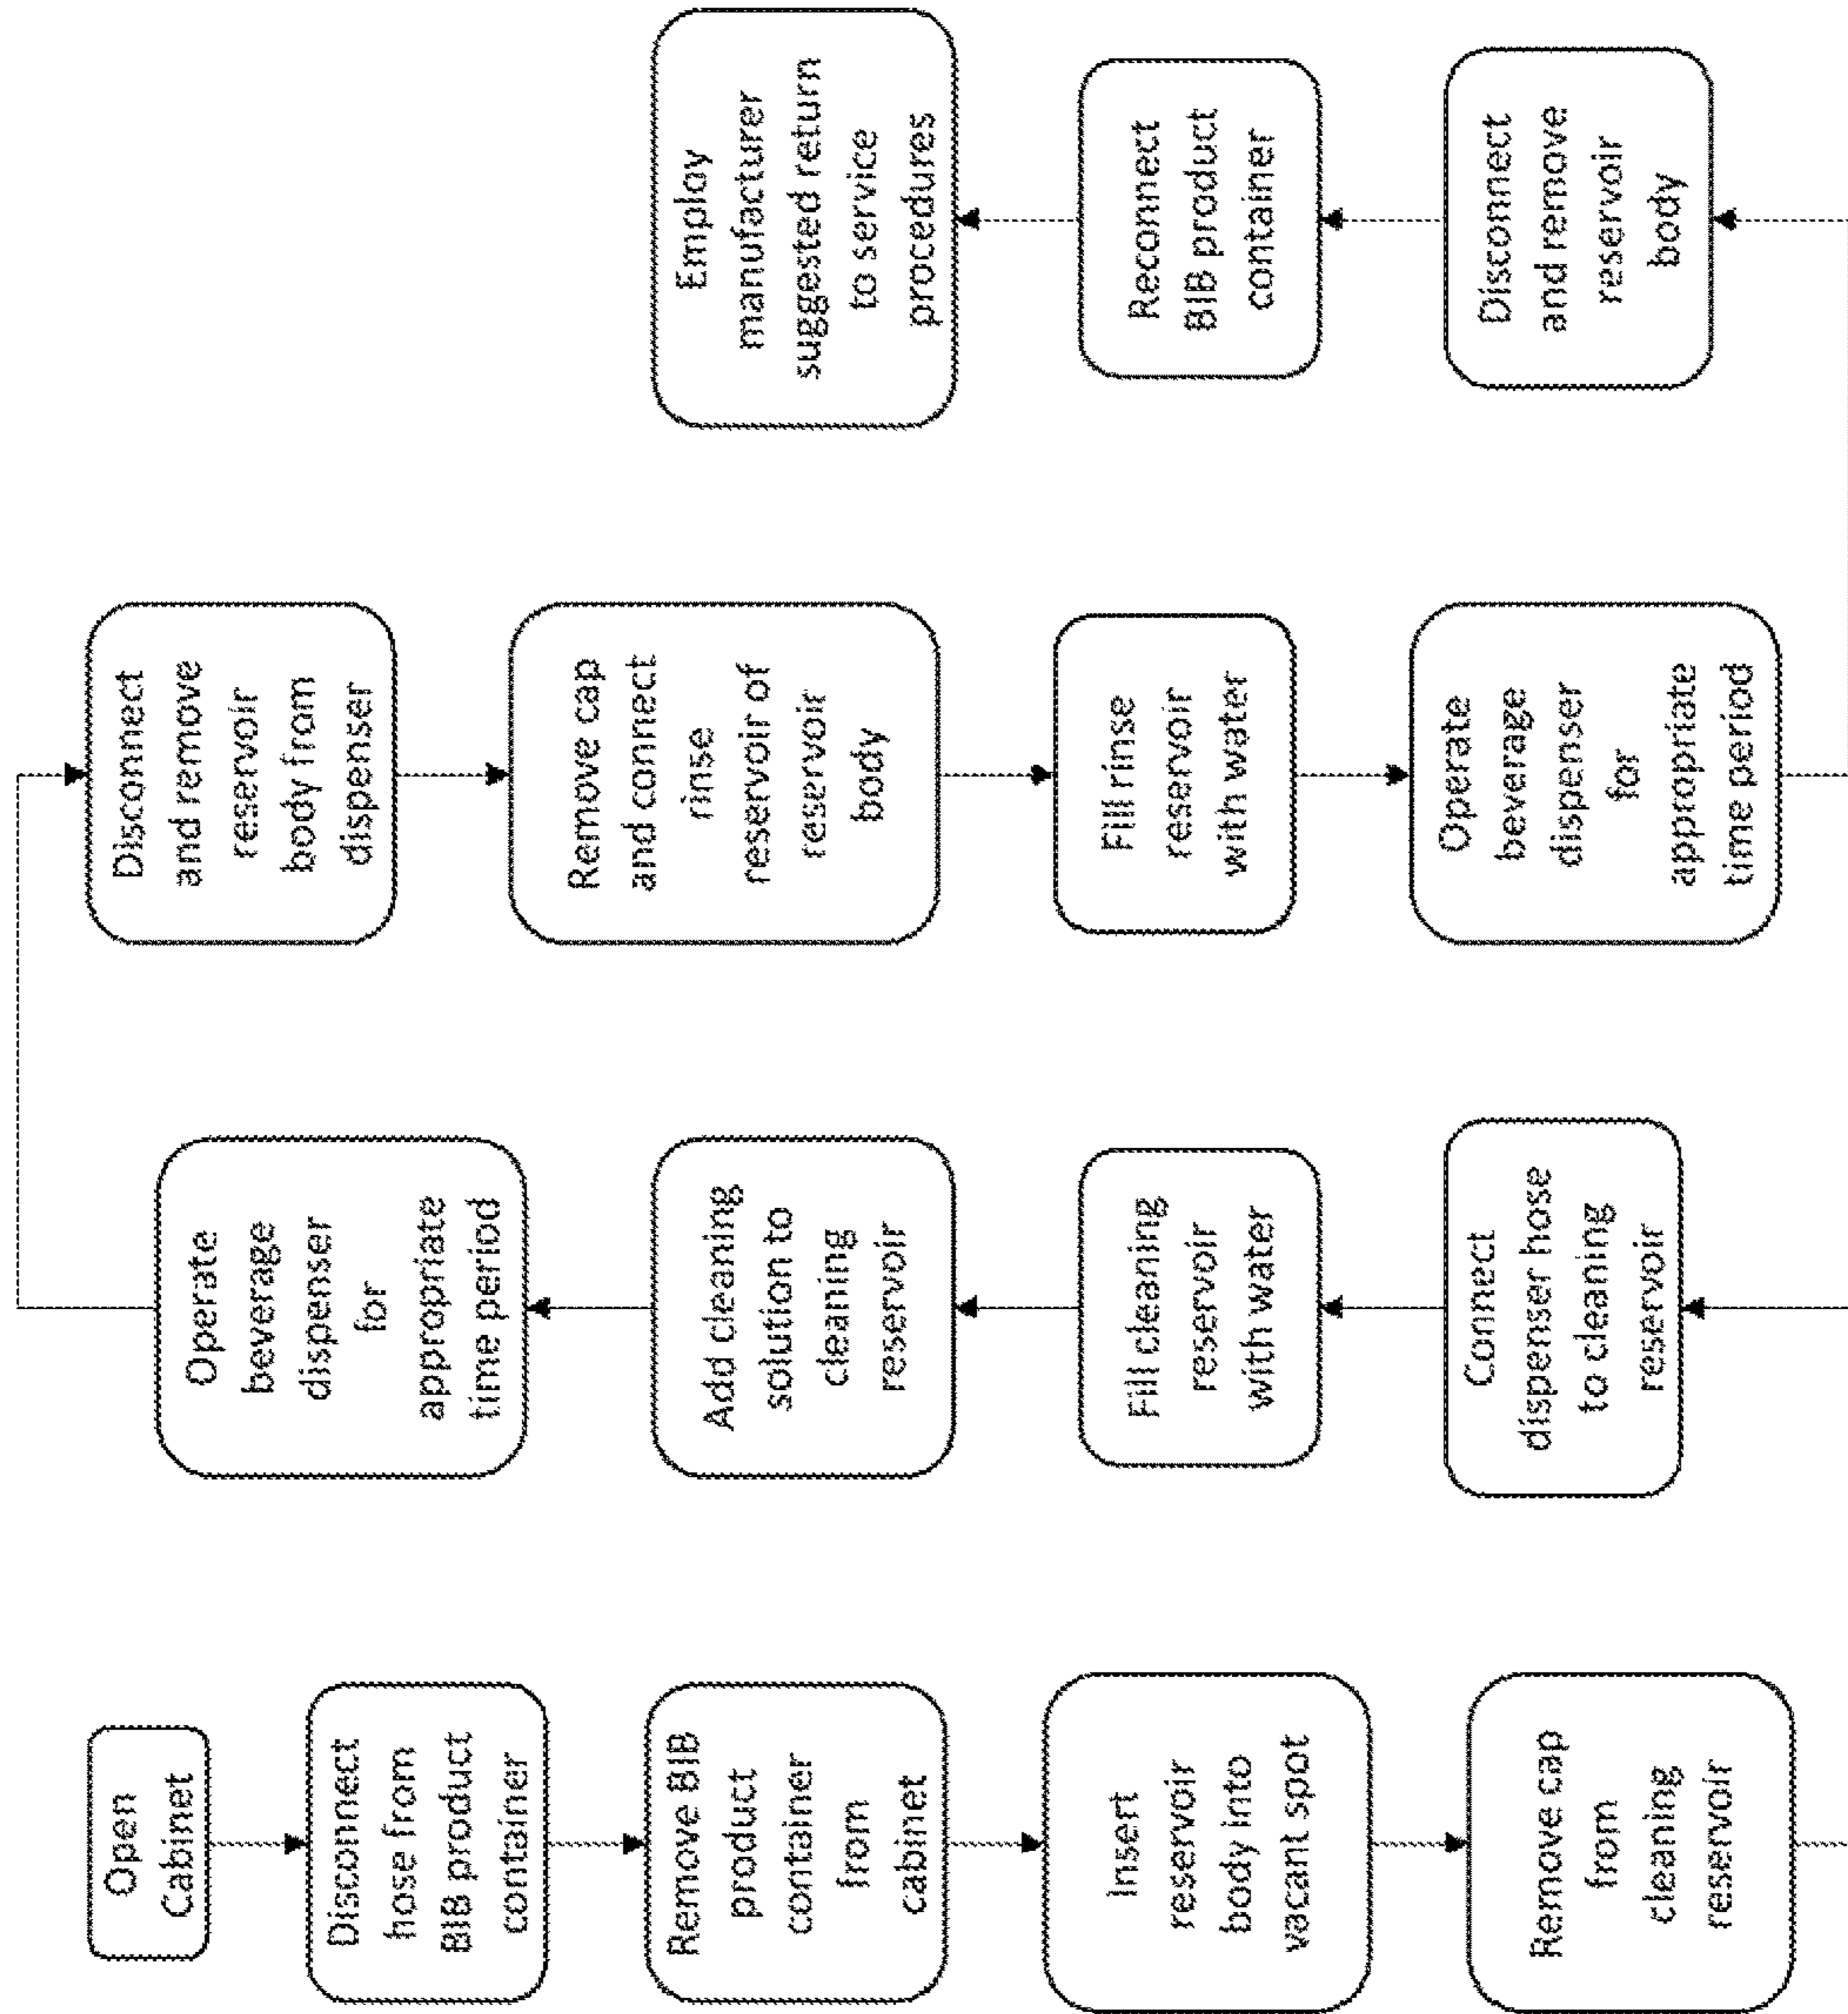 Open
Cabinet
Disconnect
hose from
BIB product
container
Remove BIB
product
container
from
cabinet
Insert
reservoir
body into
vacant spot
Remove cap
from
cleaning
reservoir
Connect
dispenser hose
to cleaning
reservoir
Fill cleaning
reservoir
with water
Add cleaning
solution to
cleaning
reservoir
Operate
beverage
dispenser
for
appropriate
time period
Disconnect
and remove
reservoir
body from
dispenser
Remove cap
and connect
rinse
reservoir of
reservoir
body
Fill rinse
reservoir
with water
Operate
beverage
dispenser
for
appropriate
time period
Disconnect
and remove
reservoir
body
Reconnect
BIB product
container
Employ
manufacturer
suggested return
to service
procedures